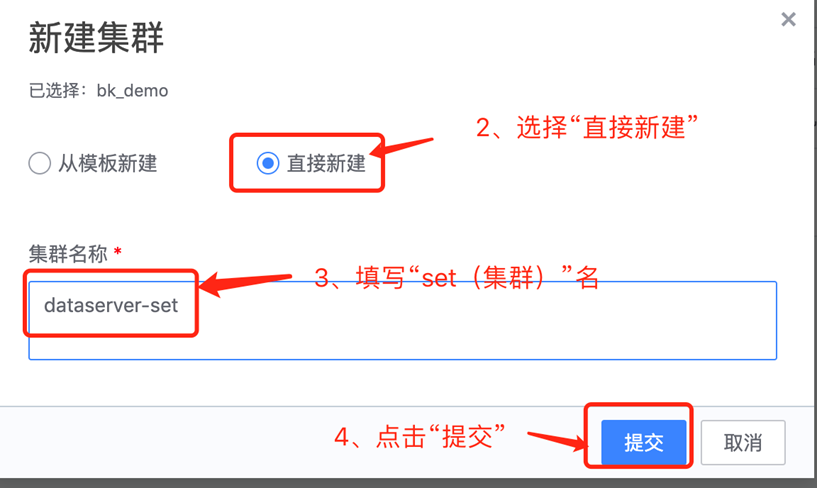 新建集群
已选择：bk_demo
2、选择“直接新建”
从模板新建
直接新建
集群名称 *
3、填写“set（集群）”名
dataserver-set
4、点击“提交”
提交
取消